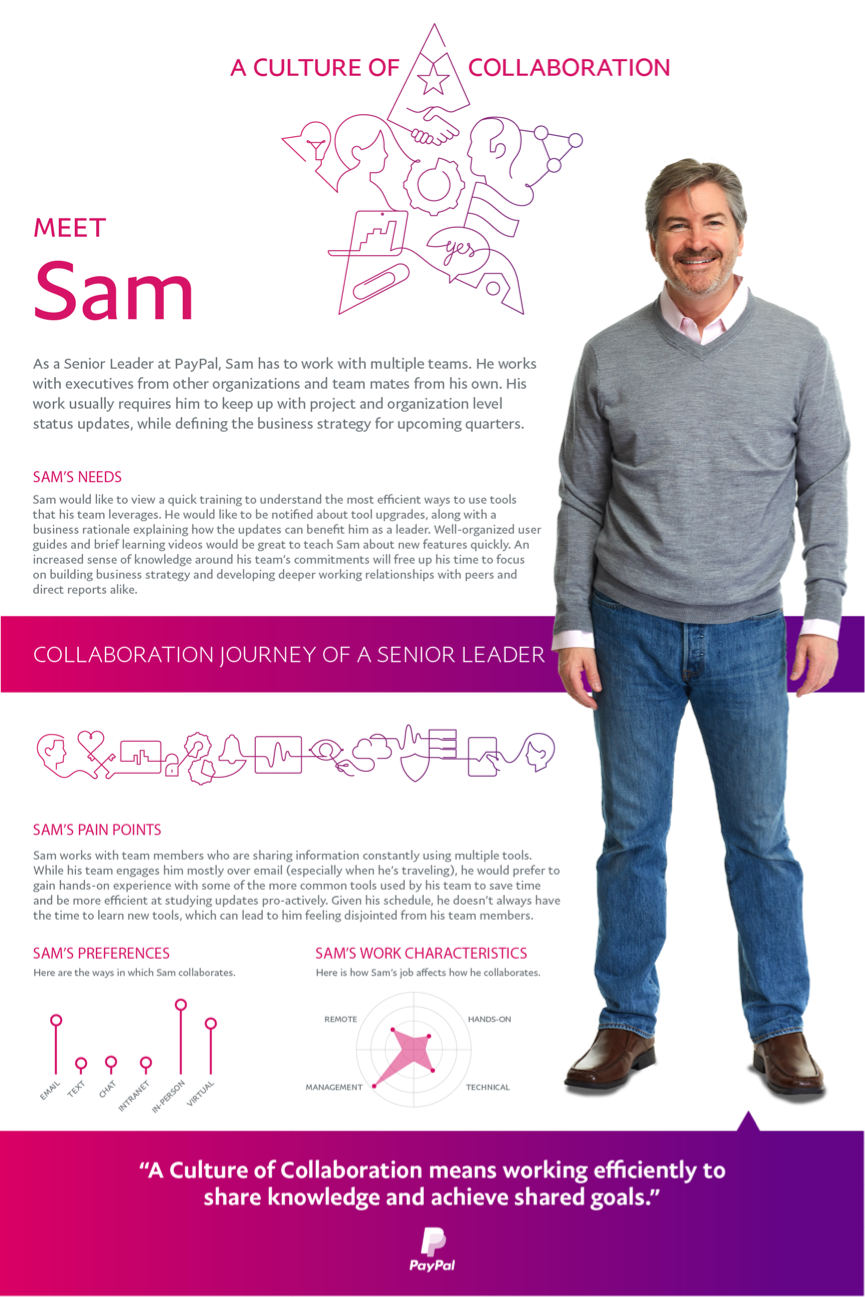 A CULTURE OF COLLABORATION
yes
MEET
Sam
As a Senior Leader at PayPal, Sam has to work with multiple teams. He works
with executives from other organizations and team mates from his own. His
work usually requires him to keep up with project and organization level
status updates, while defining the business strategy for upcoming quarters.
SAM'S NEEDS
Sam would like to view a quick training to understand the most efficient ways to use tools
that his team leverages. He would like to be notified about tool upgrades, along with a
business rationale explaining how the updates can benefit him as a leader. Well-organized user
guides and brief learning videos would be great to teach Sam about new features quickly. An
increased sense of knowledge around his team's commitments will free up his time to focus
on building business strategy and developing deeper working relationships with peers and
direct reports alike.
COLLABORATION JOURNEY OF A SENIOR LEADER
SAM'S PAIN POINTS
Sam works with team members who are sharing information constantly using multiple tools.
While his team engages him mostly over email (especially when he's traveling), he would prefer to
gain hands-on experience with some of the more common tools used by his team to save time
and be more efficient at studying updates pro-actively. Given his schedule, he doesn't always have
the time to learn new tools, which can lead to him feeling disjointed from his team members.
SAM'S PREFERENCES
Here are the ways in which Sam collaborates.
EMAIL
TEXT
CHAT
INTRANET
IN-PERSON
VIRTUAL
SAM'S WORK CHARACTERISTICS
Here is how Sam's job affects how he collaborates.
REMOTE
HANDS-ON
MANAGEMENT
TECHNICAL
"A Culture of Collaboration means working efficiently to
share knowledge and achieve shared goals."
PayPal